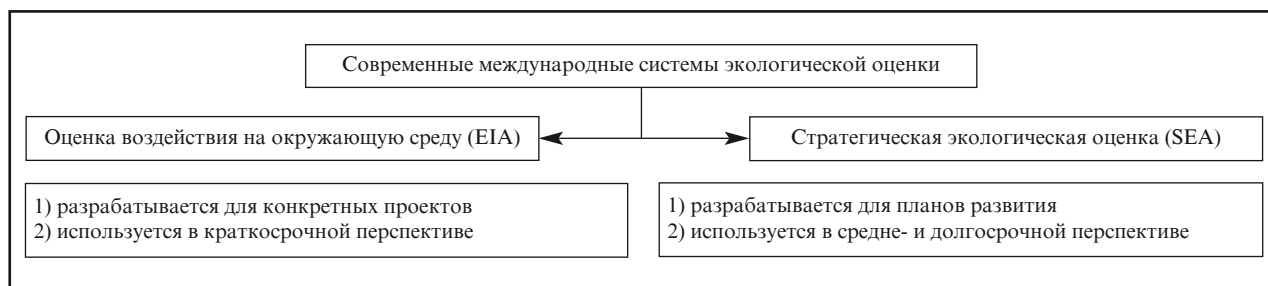 Современные международные системы экологической оценки
Оценка воздействия на окружающую среду (EIA)
Стратегическая экологическая оценка (SEA)
1) разрабатывается для конкретных проектов
2) используется в краткосрочной перспективе
1) разрабатывается для планов развития
2) используется в средне- и долгосрочной перспективе